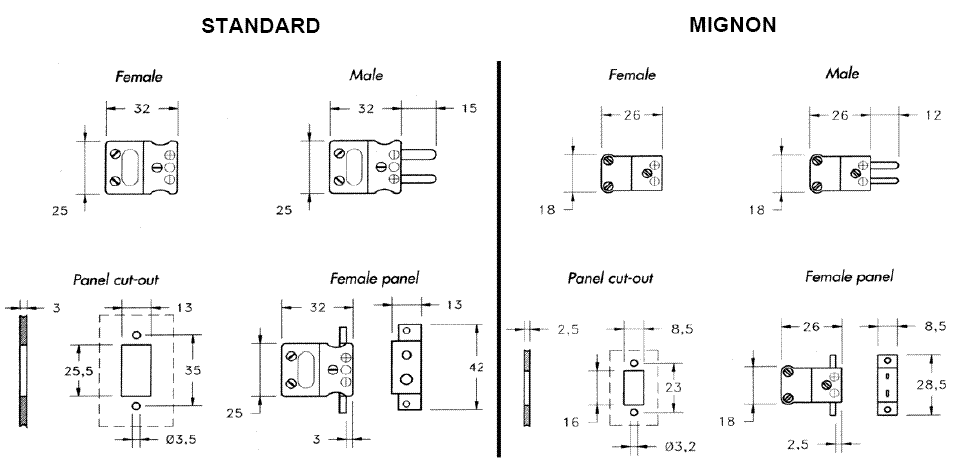 STANDARD
Female
32
25
Male
32
15
25
Panel cut-out
3
13
25,5
35
Ø3,5
Female panel
32
13
25
42
3
MIGNON
Female
26
18
Male
26
12
18
Panel cut-out
2,5
8,5
16
23
Ø3,2
Female panel
26
8,5
18
28,5
2,5